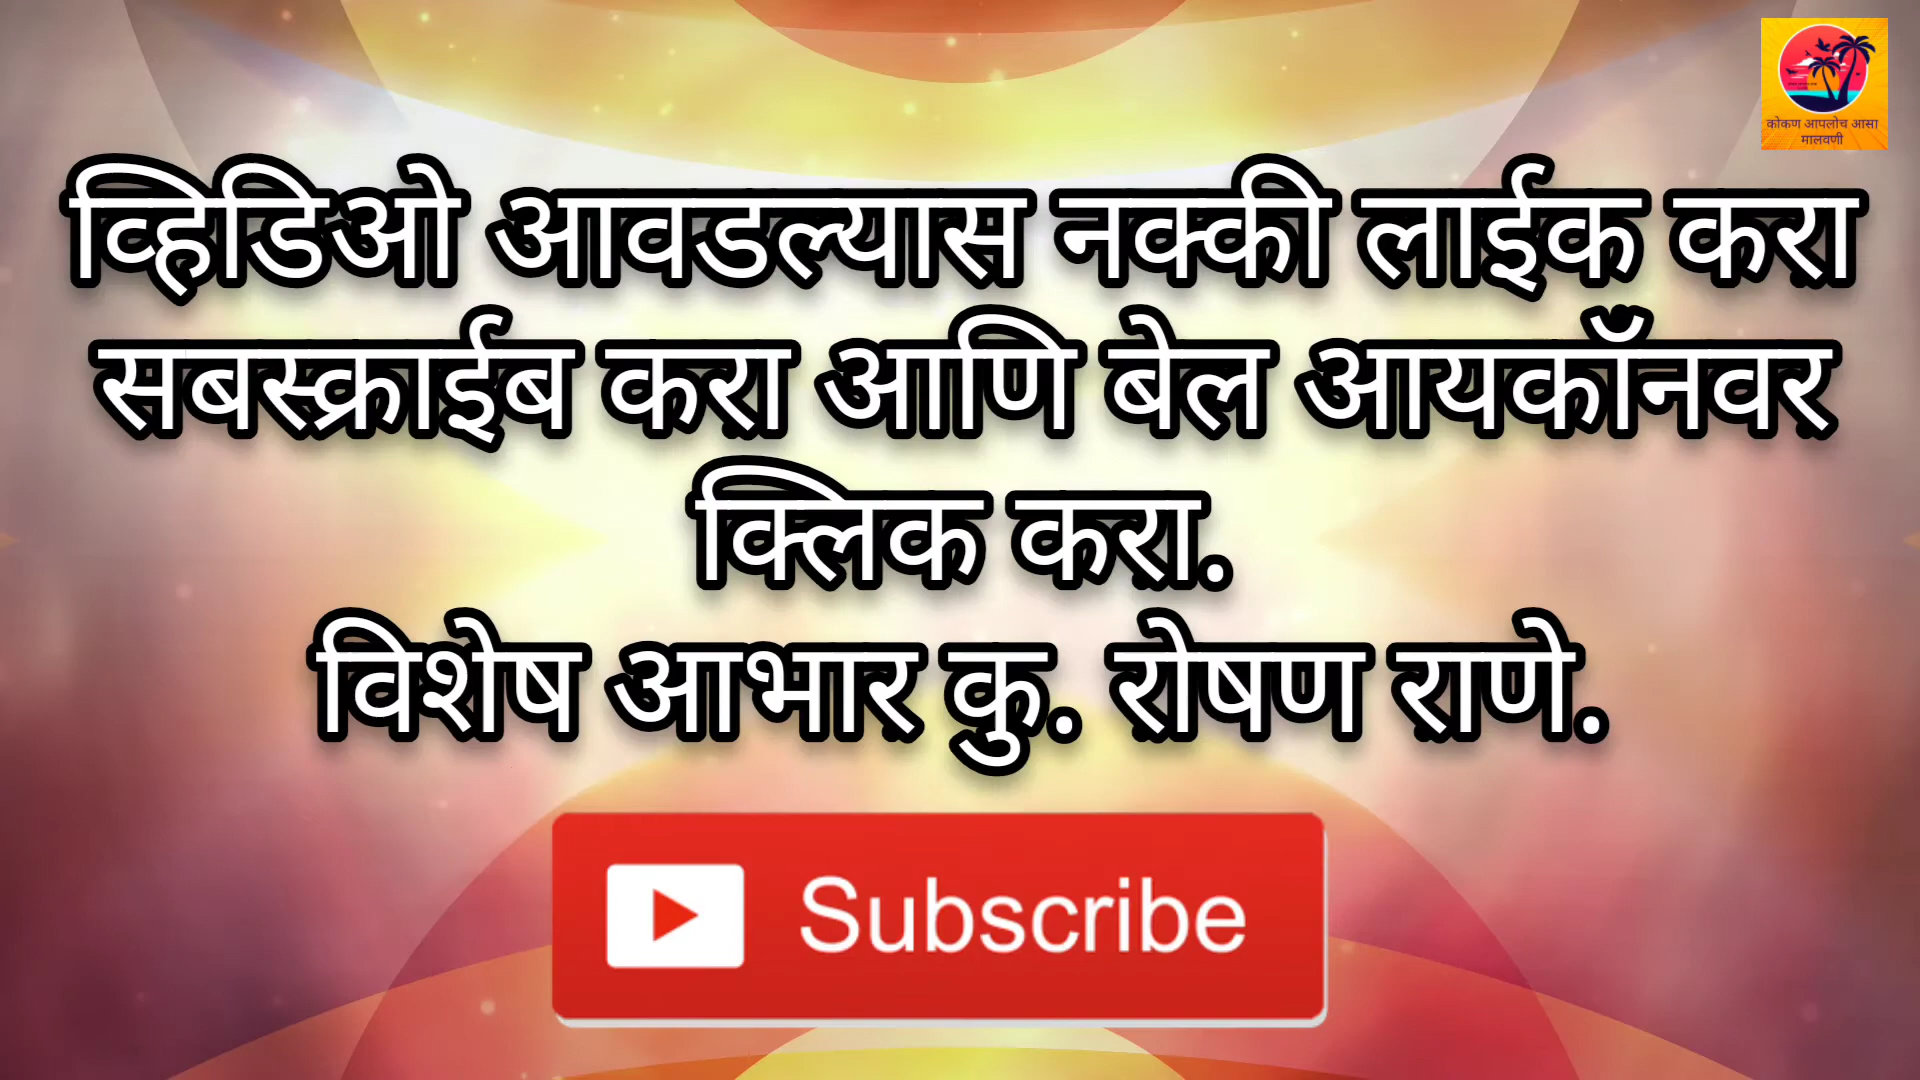 कोकण आपलोच आसा
मालवणी
व्हिडिओ आवडल्यास नक्की लाईक करा
सबस्क्राईब करा आणि बेल आयकॉनवर
क्लिक करा.
विशेष आभार कु. रोषण राणे.
Subscribe